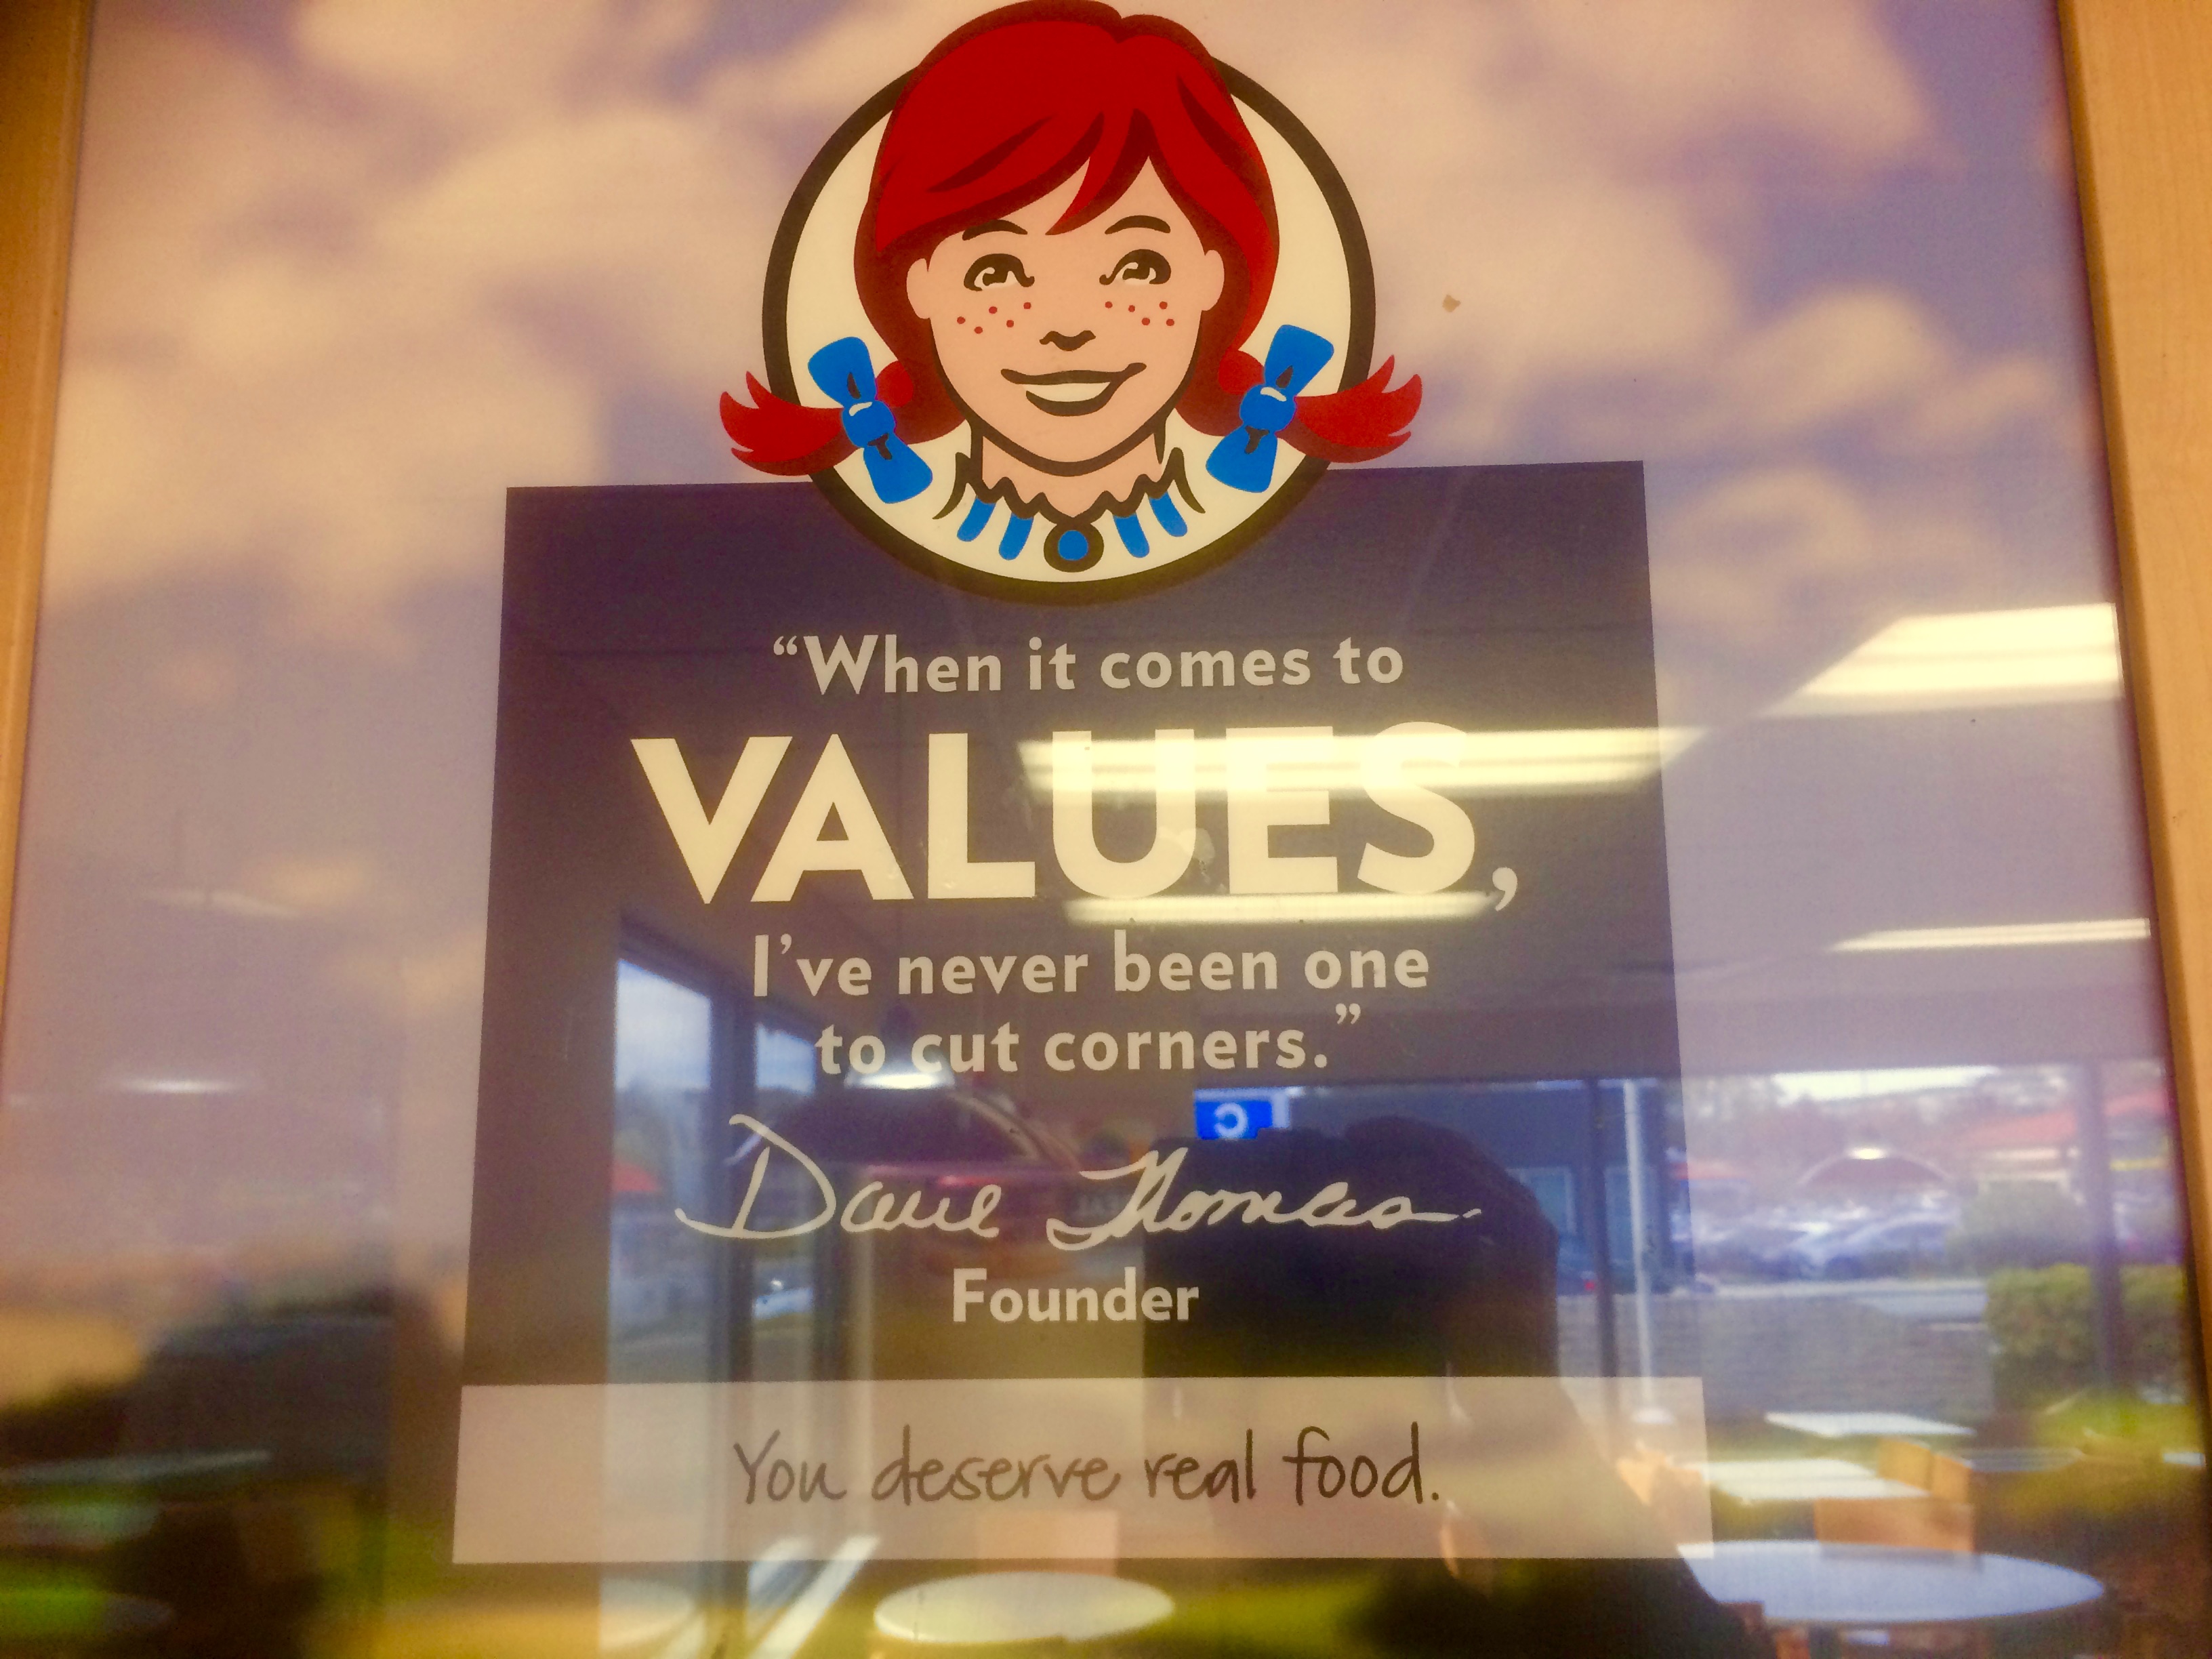 “When it comes to
VALUES,
I’ve never been one
to cut corners.”
Dave Thomas
Founder
You deserve real food.